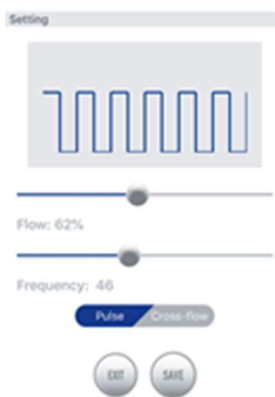 Setting
Flow: 62%
Frequency: 46
Pulse Cross-flow
EXIT SAVE